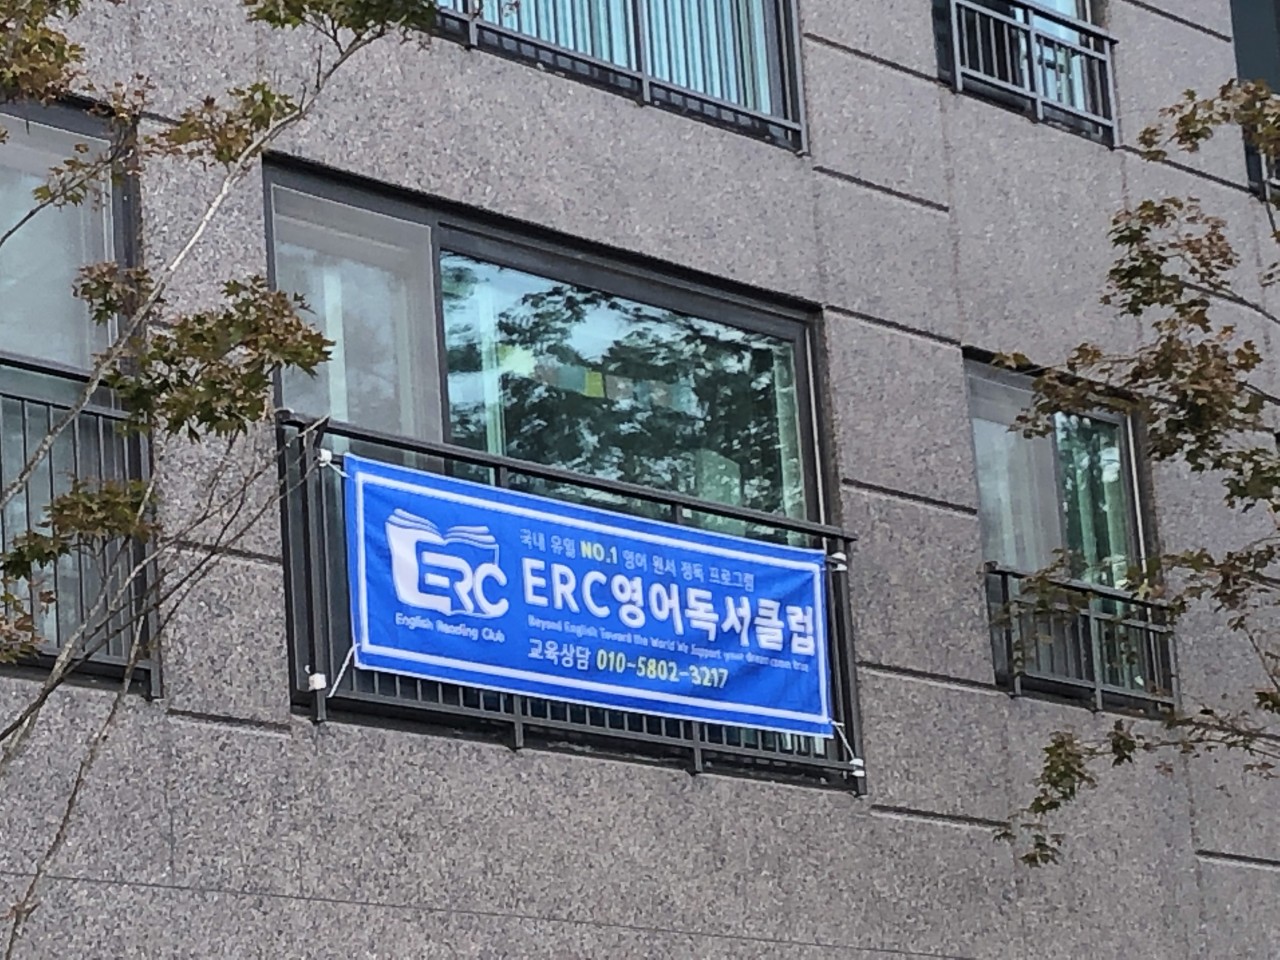 ERC
English Reading Club
국내 유일 NO.1 영어 원서 정독 프로그램
ERC영어독서클럽
Beyond English Toward the World We Support your dream come true
교육상담 010-5802-3217